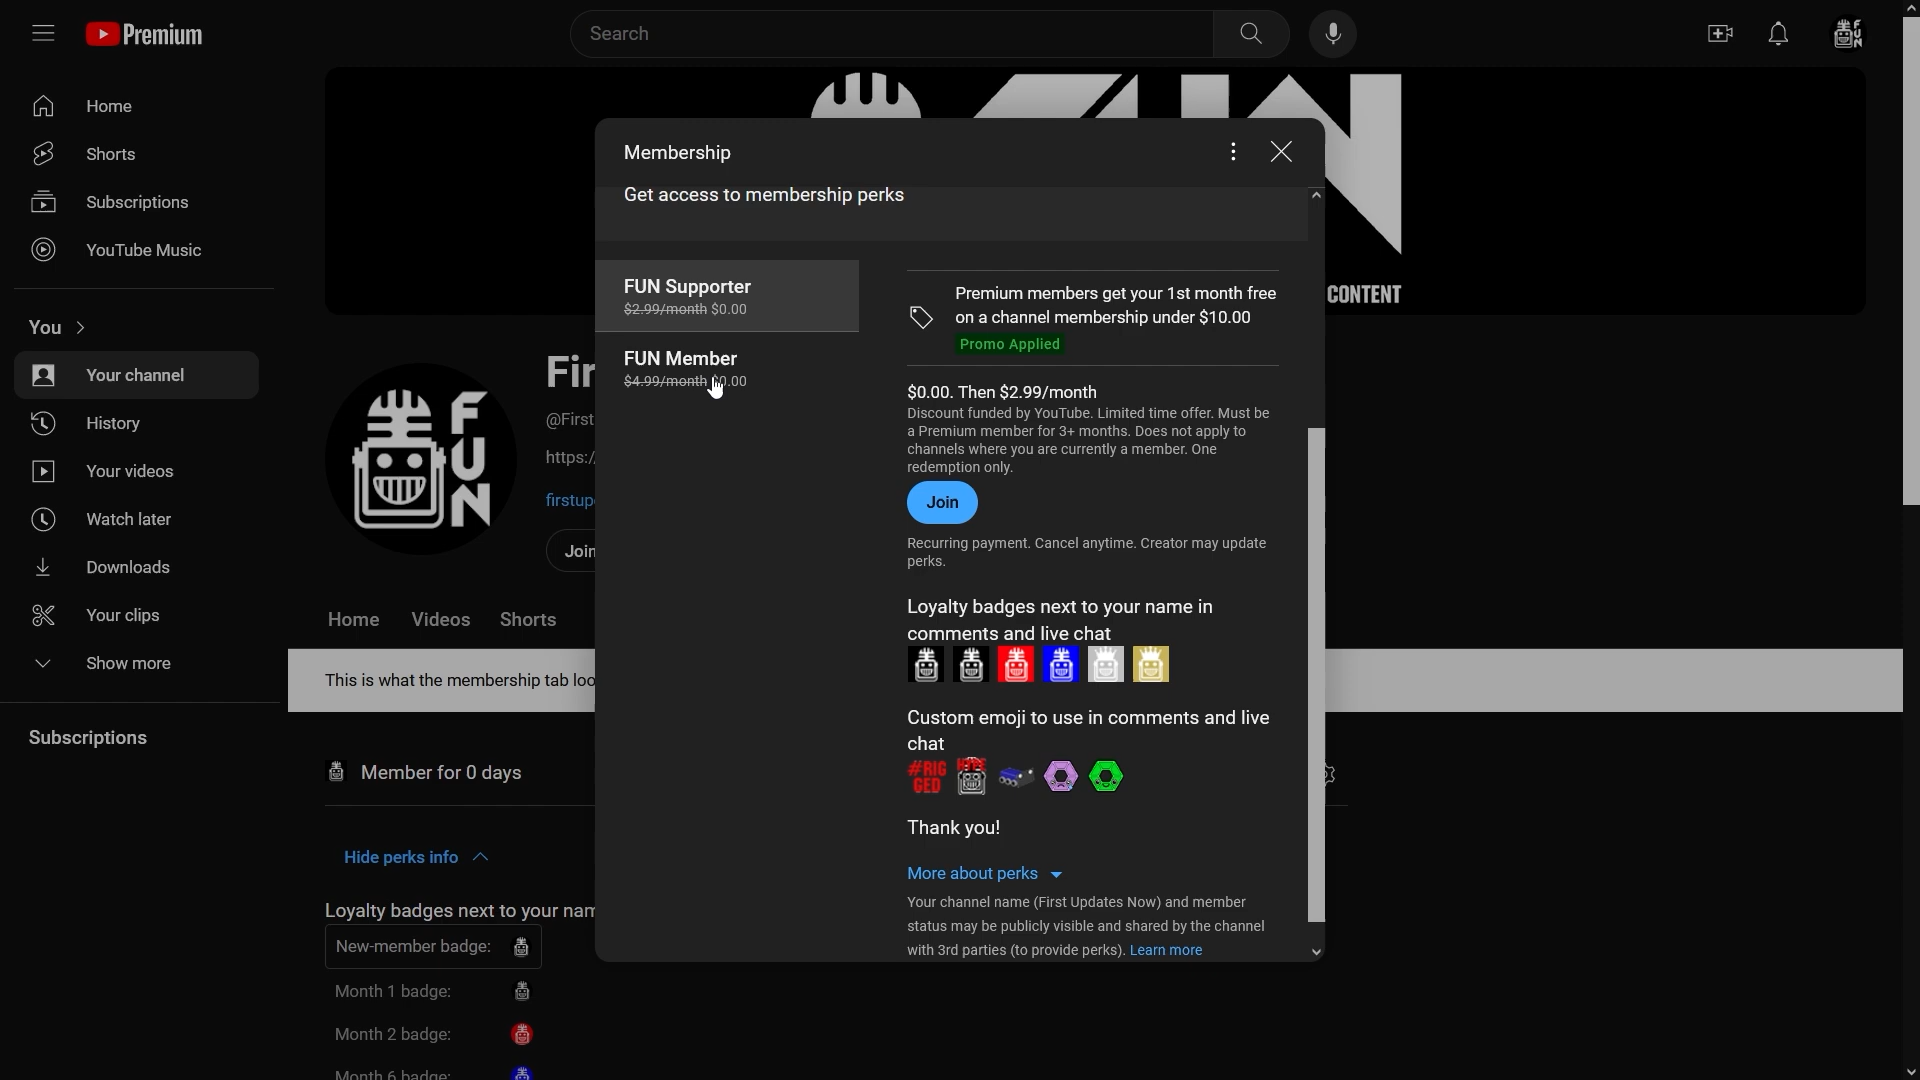 Premium
Search
FUN
Home
Shorts
Subscriptions
YouTube Music
You
Your channel
History
Your videos
Watch later
Downloads
Your clips
Show more
Subscriptions
CONTENT
FUN
Fir
@First
https:/
firstup
Join
Home Videos Shorts
This is what the membership tab loo
Member for 0 days
Hide perks info
Loyalty badges next to your nam
New-member badge:
Month 1 badge:
Month 2 badge:
Month 6 badge:
Membership
Get access to membership perks
FUN Supporter
$2.99/month $0.00
FUN Member
$4.99/month $0.00
Premium members get your 1st month free
on a channel membership under $10.00
Promo Applied
$0.00. Then $2.99/month
Discount funded by YouTube. Limited time offer. Must be
a Premium member for 3+ months. Does not apply to
channels where you are currently a member. One
redemption only.
Join
Recurring payment. Cancel anytime. Creator may update
perks.
Loyalty badges next to your name in
comments and live chat
Custom emoji to use in comments and live
chat
#RIG
GED
HYPE
Thank you!
More about perks
Your channel name (First Updates Now) and member
status may be publicly visible and shared by the channel
with 3rd parties (to provide perks). Learn more